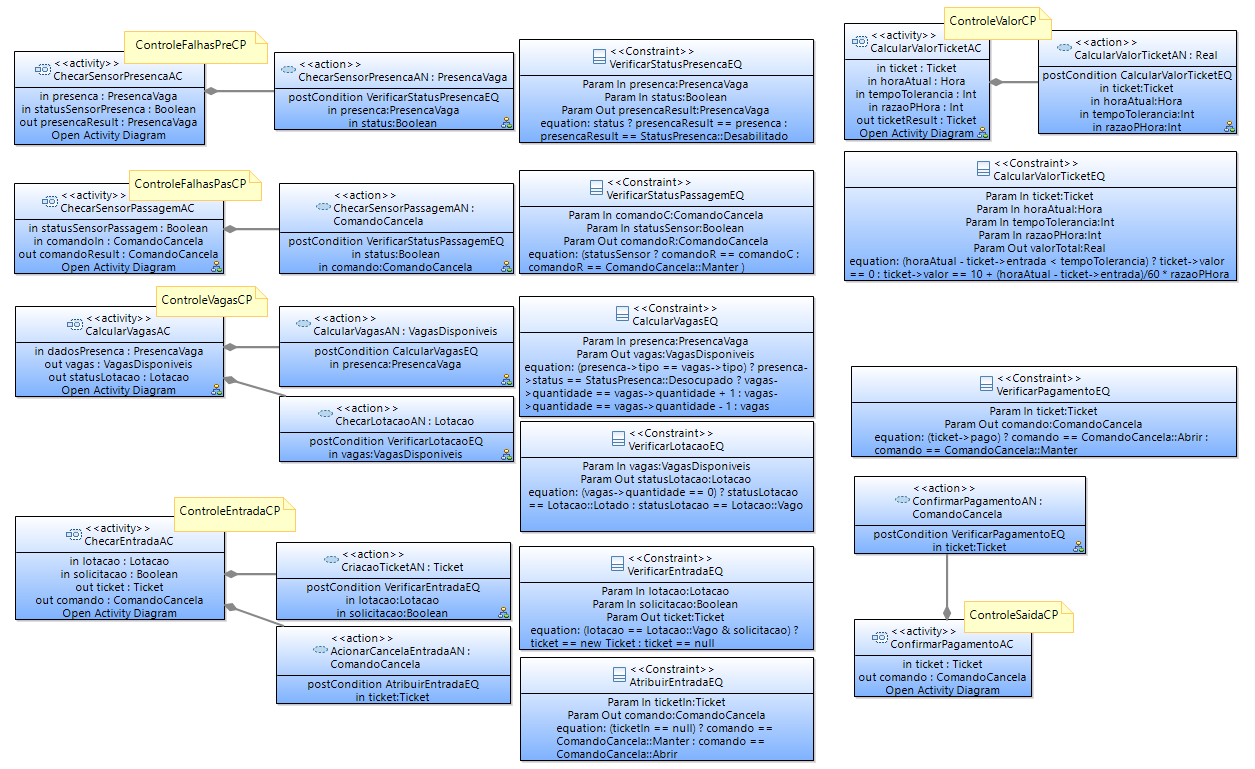 ControleFalhasPreCP
<<activity>>
ChecarSensorPresencaAC
in presenca : PresencaVaga
in statusSensorPresenca : Boolean
out presencaResult : PresencaVaga
Open Activity Diagram
<<action>>
ChecarSensorPresencaAN : PresencaVaga
postCondition VerificarStatusPresencaEQ
in presenca:PresencaVaga
in status:Boolean
<<Constraint>>
VerificarStatusPresencaEQ
Param In presenca:PresencaVaga
Param In status:Boolean
Param Out presencaResult:PresencaVaga
equation: status ? presencaResult == presenca :
presencaResult == StatusPresenca::Desabilitado
ControleValorCP
<<activity>>
CalcularValorTicketAC
in ticket : Ticket
in horaAtual : Hora
in tempoTolerancia : Int
in razaoPHora : Int
out ticketResult : Ticket
Open Activity Diagram
<<action>>
CalcularValorTicketAN : Real
postCondition CalcularValorTicketEQ
in ticket:Ticket
in horaAtual:Hora
in tempoTolerancia:Int
in razaoPHora:Int
ControleFalhasPasCP
<<activity>>
ChecarSensorPassagemAC
in statusSensorPassagem : Boolean
in comandoIn : ComandoCancela
out comandoResult : ComandoCancela
Open Activity Diagram
<<action>>
ChecarSensorPassagemAN :
ComandoCancela
postCondition VerificarStatusPassagemEQ
in status:Boolean
in comando:ComandoCancela
<<Constraint>>
VerificarStatusPassagemEQ
Param In comandoC:ComandoCancela
Param In statusSensor:Boolean
Param Out comandoR:ComandoCancela
equation: (statusSensor ? comandoR == comandoC :
comandoR == ComandoCancela::Manter )
<<Constraint>>
CalcularValorTicketEQ
Param In ticket:Ticket
Param In horaAtual:Hora
Param In tempoTolerancia:Int
Param In razaoPHora:Int
Param Out valorTotal:Real
equation: (horaAtual - ticket->entrada < tempoTolerancia) ? ticket->valor
== 0 : ticket->valor == 10 + (horaAtual - ticket->entrada)/60 * razaoPHora
ControleVagasCP
<<activity>>
CalcularVagasAC
in dadosPresenca : PresencaVaga
out vagas : VagasDisponiveis
out statusLotacao : Lotacao
Open Activity Diagram
<<action>>
CalcularVagasAN : VagasDisponiveis
postCondition CalcularVagasEQ
in presenca:PresencaVaga
<<action>>
ChecarLotacaoAN : Lotacao
postCondition VerificarLotacaoEQ
in vagas:VagasDisponiveis
<<Constraint>>
CalcularVagasEQ
Param In presenca:PresencaVaga
Param Out vagas:VagasDisponiveis
equation: (presenca->tipo == vagas->tipo) ? presenca-
>status == StatusPresenca::Desocupado ? vagas-
>quantidade == vagas->quantidade + 1 : vagas-
>quantidade == vagas->quantidade - 1 : vagas
<<Constraint>>
VerificarLotacaoEQ
Param In vagas:VagasDisponiveis
Param Out statusLotacao:Lotacao
equation: (vagas->quantidade == 0) ? statusLotacao
== Lotacao::Lotado : statusLotacao == Lotacao::Vago
<<Constraint>>
VerificarPagamentoEQ
Param In ticket:Ticket
Param Out comando:ComandoCancela
equation: (ticket->pago) ? comando == ComandoCancela::Abrir :
comando == ComandoCancela::Manter
<<action>>
ConfirmarPagamentoAN :
ComandoCancela
postCondition VerificarPagamentoEQ
in ticket:Ticket
ControleEntradaCP
<<activity>>
ChecarEntradaAC
in lotacao : Lotacao
in solicitacao : Boolean
out ticket : Ticket
out comando : ComandoCancela
Open Activity Diagram
<<action>>
CriacaoTicketAN : Ticket
postCondition VerificarEntradaEQ
in lotacao:Lotacao
in solicitacao:Boolean
<<action>>
AcionarCancelaEntradaAN :
ComandoCancela
postCondition AtribuirEntradaEQ
in ticket:Ticket
<<Constraint>>
VerificarEntradaEQ
Param In lotacao:Lotacao
Param In solicitacao:Boolean
Param Out ticket:Ticket
equation: (lotacao == Lotacao::Vago & solicitacao) ?
ticket == new Ticket : ticket == null
<<Constraint>>
AtribuirEntradaEQ
Param In ticketIn:Ticket
Param Out comando:ComandoCancela
equation: (ticketIn == null) ? comando ==
ComandoCancela::Manter : comando ==
ComandoCancela::Abrir
ControleSaidaCP
<<activity>>
ConfirmarPagamentoAC
in ticket : Ticket
out comando : ComandoCancela
Open Activity Diagram